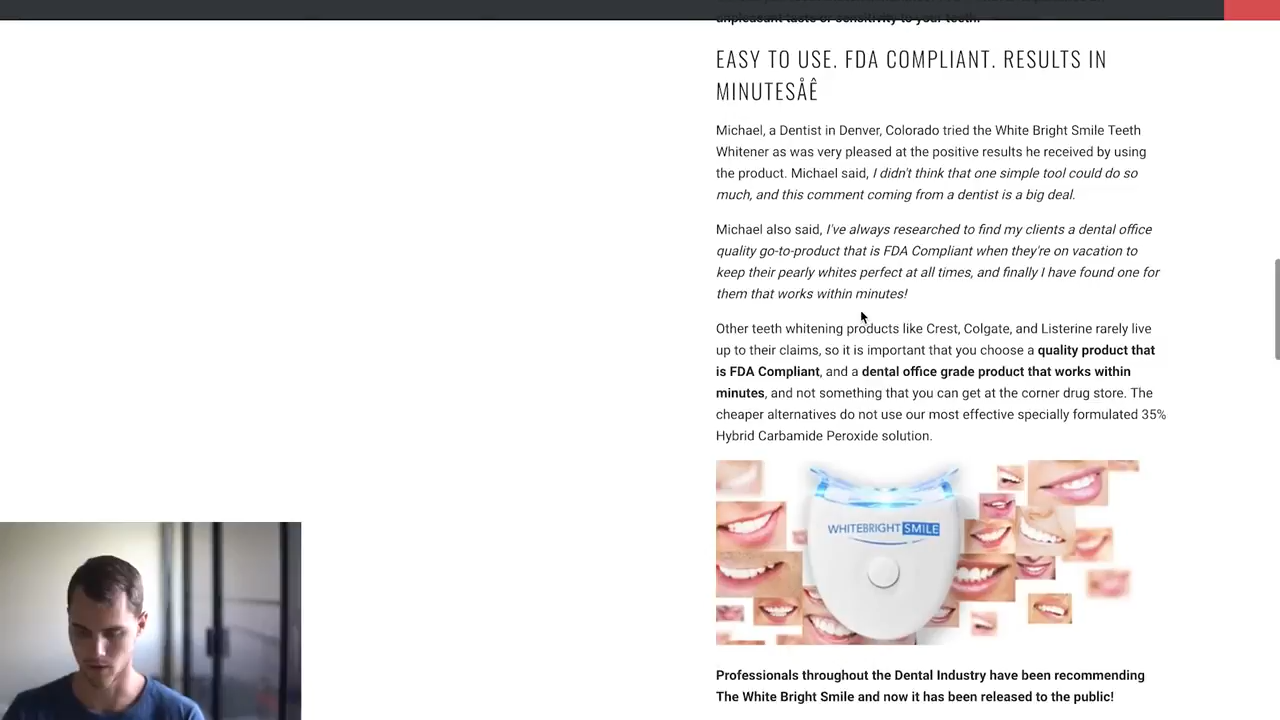 unpleasant taste or sensitivity to your teeth.
EASY TO USE. FDA COMPLIANT. RESULTS IN
MINUTESÅÊ
Michael, a Dentist in Denver, Colorado tried the White Bright Smile Teeth
Whitener as was very pleased at the positive results he received by using
the product. Michael said, I didn't think that one simple tool could do so
much, and this comment coming from a dentist is a big deal.
Michael also said, I've always researched to find my clients a dental office
quality go-to-product that is FDA Compliant when they're on vacation to
keep their pearly whites perfect at all times, and finally I have found one for
them that works within minutes!
Other teeth whitening products like Crest, Colgate, and Listerine rarely live
up to their claims, so it is important that you choose a quality product that
is FDA Compliant, and a dental office grade product that works within
minutes, and not something that you can get at the corner drug store. The
cheaper alternatives do not use our most effective specially formulated 35%
Hybrid Carbamide Peroxide solution.
WHITEBRIGHT SMILE
Professionals throughout the Dental Industry have been recommending
The White Bright Smile and now it has been released to the public!